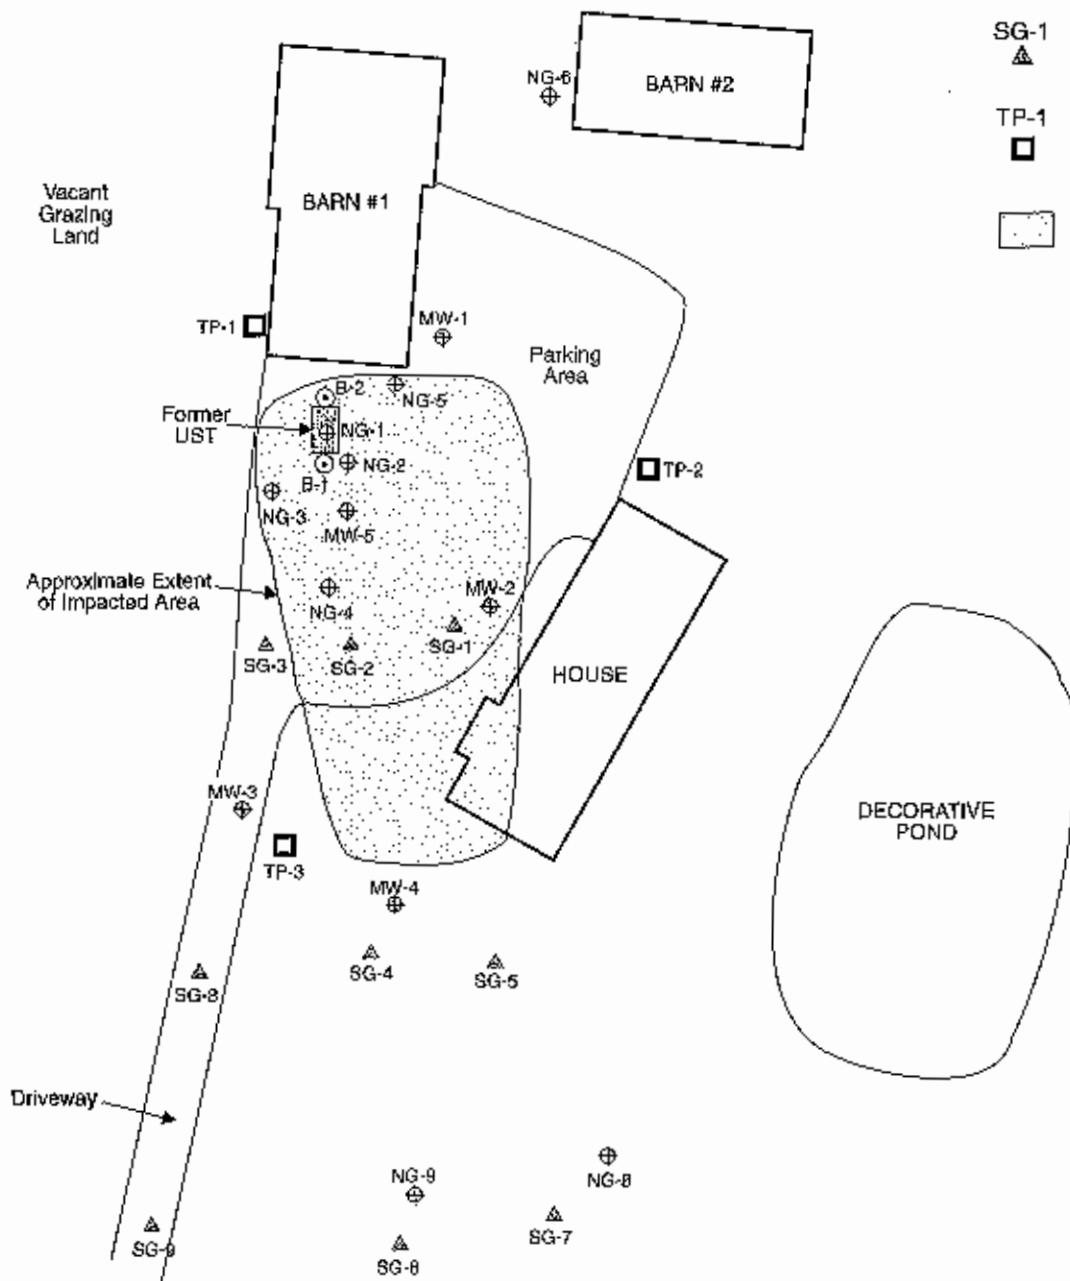 SG-1
NG-6
BARN #2
TP-1
Vacant
Grazing
Land
BARN #1
TP-1
MW-1
Parking
Area
B-2
NG-5
Former
UST
NG-1
NG-2
TP-2
B-1
NG-3
MW-5
Approximate Extent
of Impacted Area
NG-4
MW-2
SG-1
SG-3
SG-2
HOUSE
MW-3
DECORATIVE
POND
TP-3
MW-4
SG-4
SG-5
SG-8
Driveway
NG-9
NG-8
SG-7
SG-9
SG-6